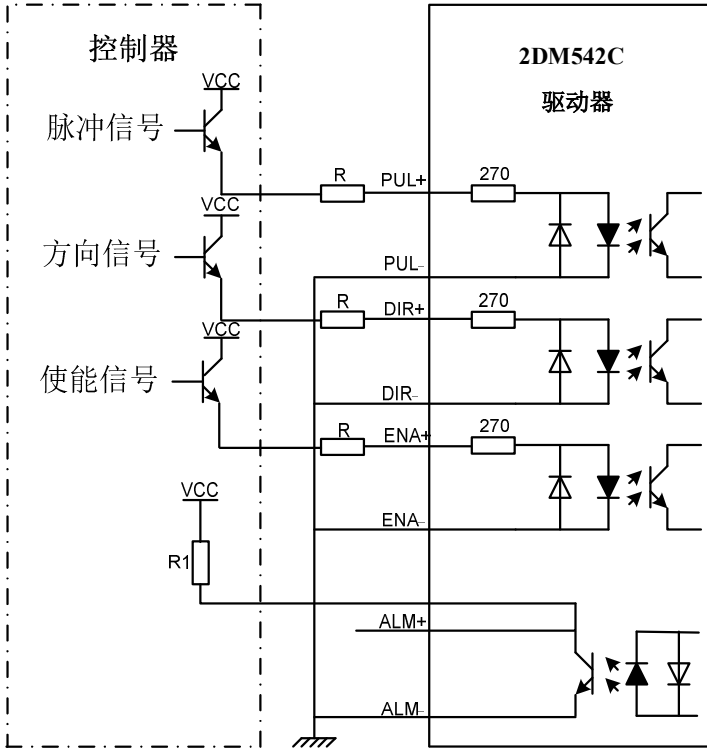 控制器
2DM542C
驱动器
VCC
脉冲信号
R
PUL+
270
VCC
方向信号
PUL-
R
DIR+
270
VCC
使能信号
DIR-
R
ENA+
270
VCC
ENA-
R1
ALM+
ALM-